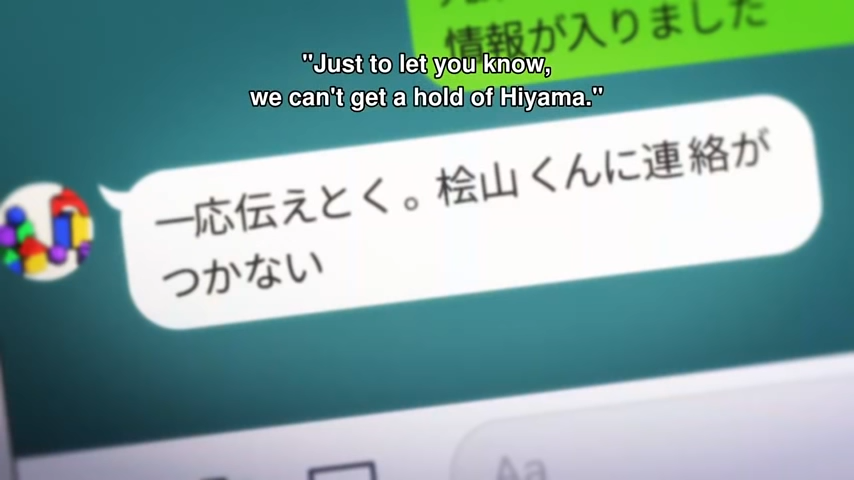 情報が入りました
"Just to let you know,
we can't get a hold of Hiyama."
一応伝えとく。桧山くんに連絡が
つかない
Aa